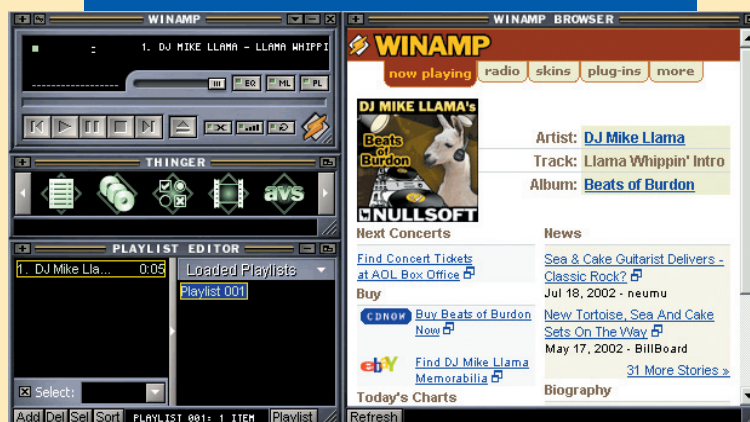 WINAMP
1. DJ MIKE LLAMA - LLAMA WHIPPI
EQ
ML
PL
THINGER
avs
PLAYLIST EDITOR
1. DJ Mike Lla... 0:05
Loaded Playlists
Playlist 001
Select:
Add Del Sel Sort PLAYLIST 001: 1 ITEM Playlist
WINAMP BROWSER
WINAMP
now playing radio skins plug-ins more
DJ MIKE LLAMA's
Beats
of
Burdon
NULLSOFT
Artist: DJ Mike Llama
Track: Llama Whippin' Intro
Album: Beats of Burdon
Next Concerts
Find Concert Tickets
at AOL Box Office
Buy
CDNOW Buy Beats of Burdon
Now
ebY Find DJ Mike Llama
Memorabilia
Today's Charts
News
Sea & Cake Guitarist Delivers -
Classic Rock?
Jul 18, 2002 - neumu
New Tortoise, Sea And Cake
Sets On The Way
May 17, 2002 - BillBoard
31 More Stories »
Biography
Refresh